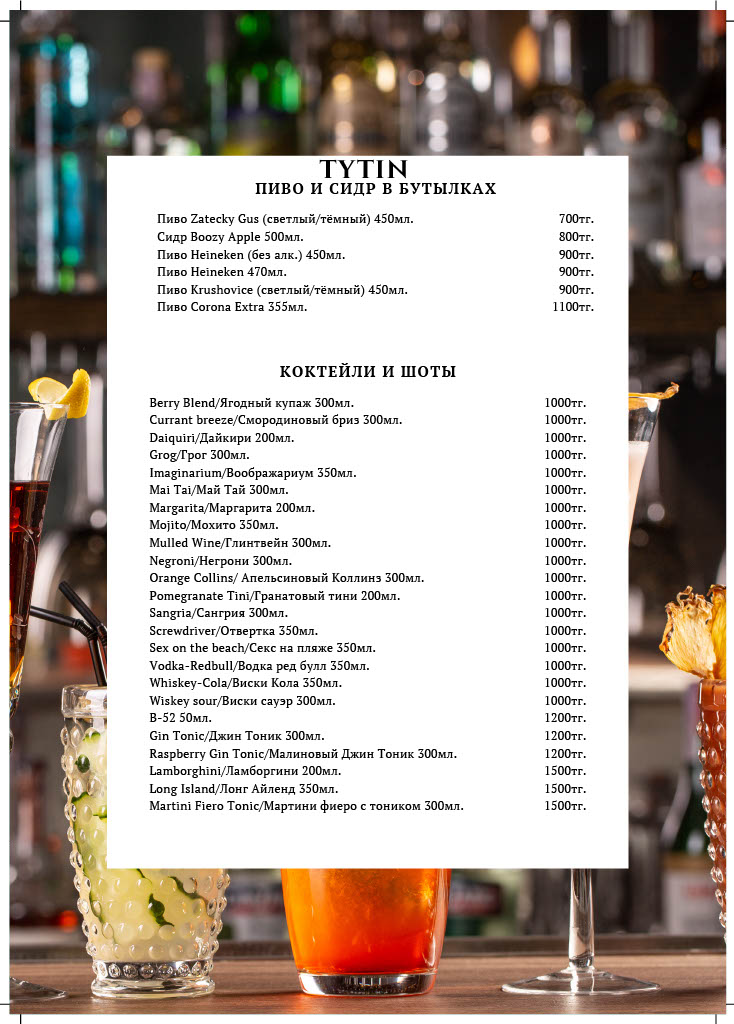 TYTIN
ПИВО И СИДР В БУТЫЛКАХ
Пиво Zatecky Gus (светлый/тёмный) 450мл. 700тг.
Сидр Boozy Apple 500мл. 800тг.
Пиво Heineken (без алк.) 450мл. 900тг.
Пиво Heineken 470мл. 900тг.
Пиво Krushovice (светлый/тёмный) 450мл. 900тг.
Пиво Corona Extra 355мл. 1100тг.
КОКТЕЙЛИ И ШОТЫ
Berry Blend/Ягодный купаж 300мл. 1000тг.
Currant breeze/Смородиновый бриз 300мл. 1000тг.
Daiquiri/Дайкири 200мл. 1000тг.
Grog/Грог 300мл. 1000тг.
Imaginarium/Воображариум 350мл. 1000тг.
Mai Tai/Май Тай 300мл. 1000тг.
Margarita/Маргарита 200мл. 1000тг.
Mojito/Мохито 350мл. 1000тг.
Mulled Wine/Глинтвейн 300мл. 1000тг.
Negroni/Негрони 300мл. 1000тг.
Orange Collins/ Апельсиновый Коллинз 300мл. 1000тг.
Pomegranate Tini/Гранатовый тини 200мл. 1000тг.
Sangria/Сангрия 300мл. 1000тг.
Screwdriver/Отвертка 350мл. 1000тг.
Sex on the beach/Секс на пляже 350мл. 1000тг.
Vodka-Redbull/Водка ред булл 350мл. 1000тг.
Whiskey-Cola/Виски Кола 350мл. 1000тг.
Wiskey sour/Виски сауэр 300мл. 1000тг.
B-52 50мл. 1200тг.
Gin Tonic/Джин Тоник 300мл. 1200тг.
Raspberry Gin Tonic/Малиновый Джин Тоник 300мл. 1200тг.
Lamborghini/Ламборгини 200мл. 1500тг.
Long Island/Лонг Айленд 350мл. 1500тг.
Martini Fiero Tonic/Мартини фиеро с тоником 300мл. 1500тг.